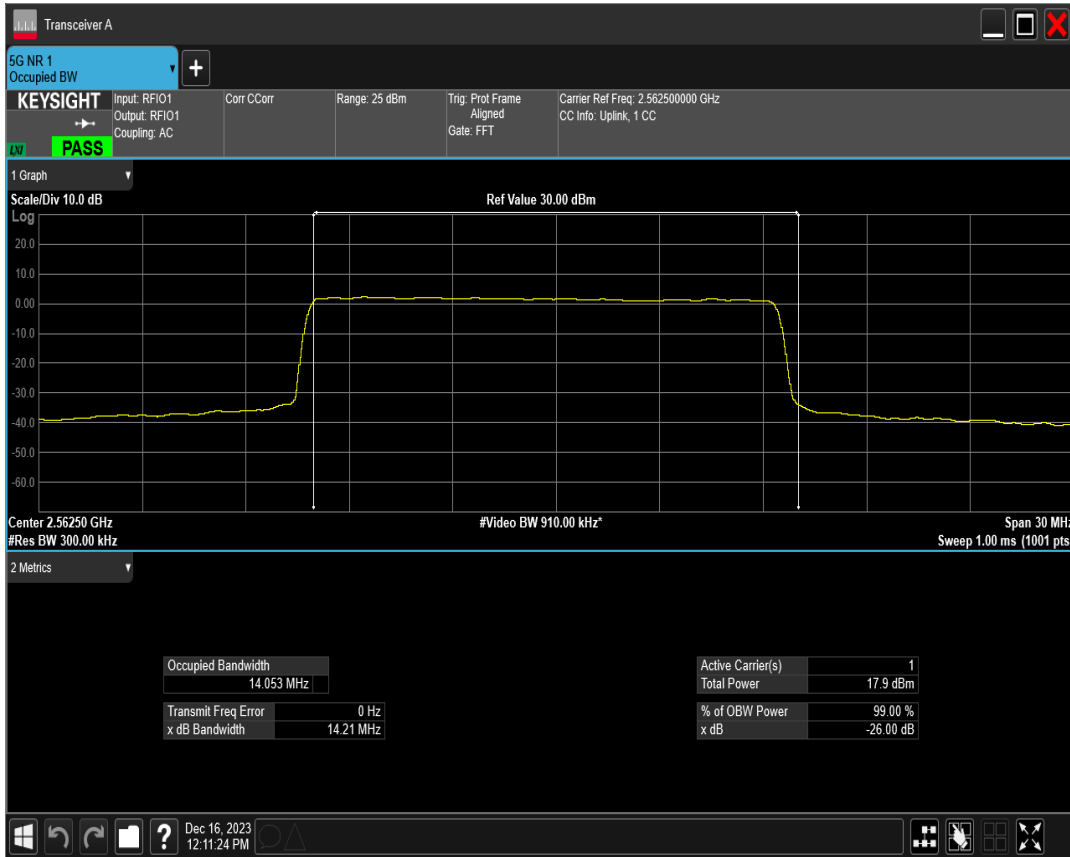 Transceiver A
5G NR 1
Occupied BW
KEYSIGHT
Input: RFIO1
Output: RFIO1
Coupling: AC
Corr CCorr
Range: 25 dBm
Trig: Prot Frame
Aligned
Gate: FFT
Carrier Ref Freq: 2.562500000 GHz
CC Info: Uplink, 1 CC
LXI
PASS
1 Graph
Scale/Div 10.0 dB
Ref Value 30.00 dBm
Log
20.0
10.0
0.00
-10.0
-20.0
-30.0
-40.0
-50.0
-60.0
Center 2.56250 GHz
#Video BW 910.00 kHz*
Span 30 MHz
#Res BW 300.00 kHz
Sweep 1.00 ms (1001 pts
2 Metrics
Occupied Bandwidth
14.053 MHz
Transmit Freq Error 0 Hz
x dB Bandwidth 14.21 MHz
Active Carrier(s) 1
Total Power 17.9 dBm
% of OBW Power 99.00 %
x dB -26.00 dB
?
Dec 16, 2023
12:11:24 PM